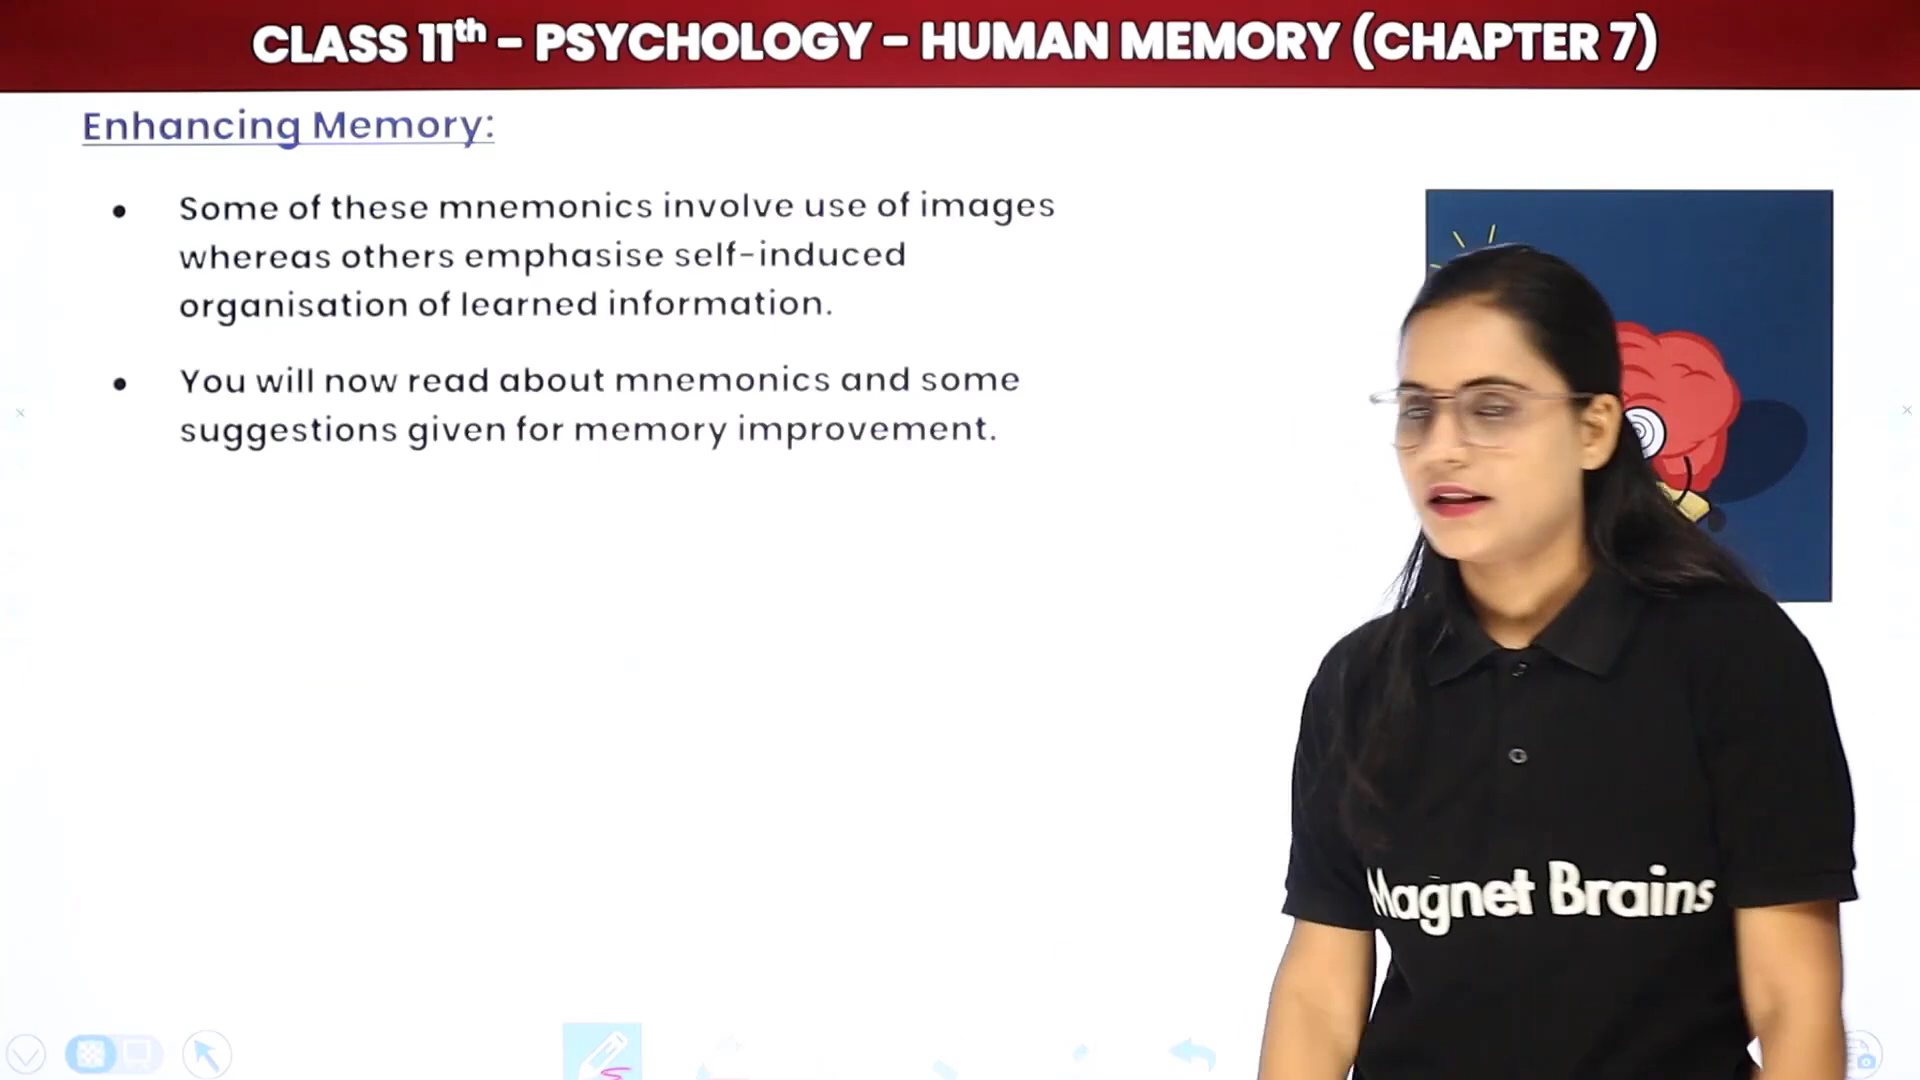 CLASS 11th - PSYCHOLOGY - HUMAN MEMORY (CHAPTER 7)
Enhancing Memory:
• Some of these mnemonics involve use of images
whereas others emphasise self-induced
organisation of learned information.
• You will now read about mnemonics and some
suggestions given for memory improvement.
Magnet Brains